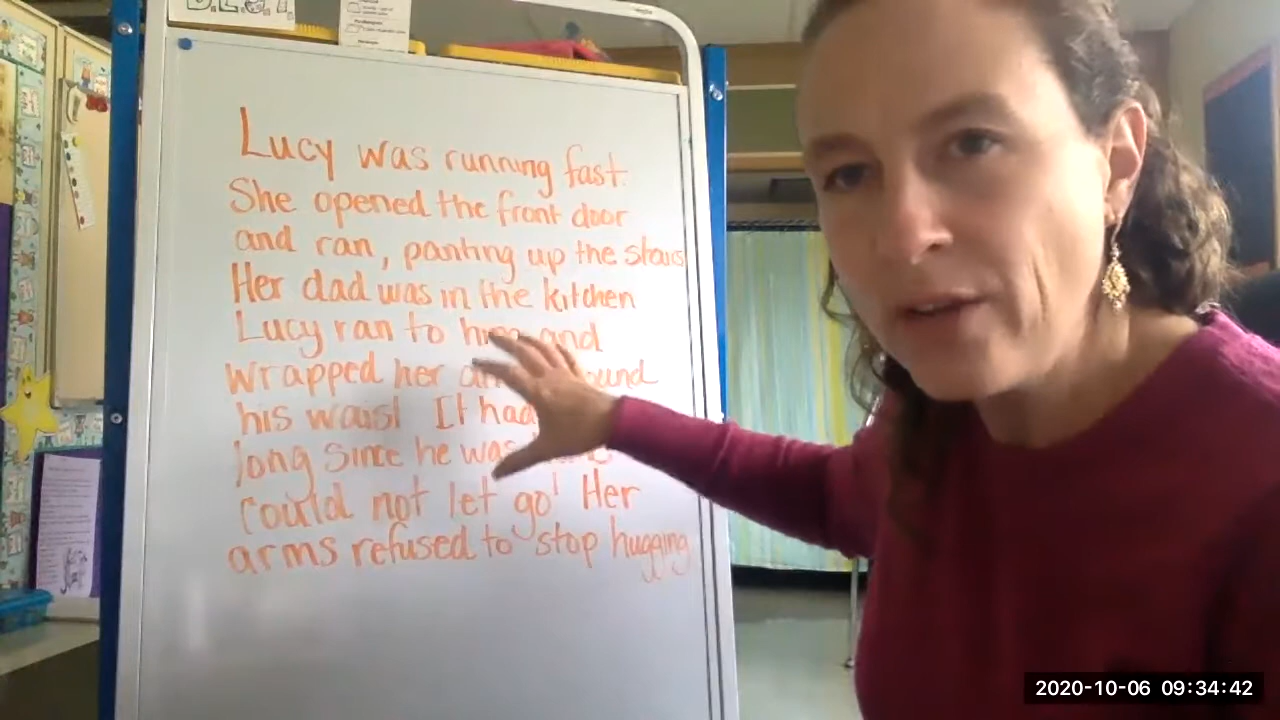 D.E.A.T.
Lucy was running fast.
She opened the front door
and ran, panting up the stairs
Her dad was in the kitchen
Lucy ran to him and
wrapped her
his waist It had
long since he was
could not let go! Her
arms refused to stop hugging
2020-10-06 09:34:42